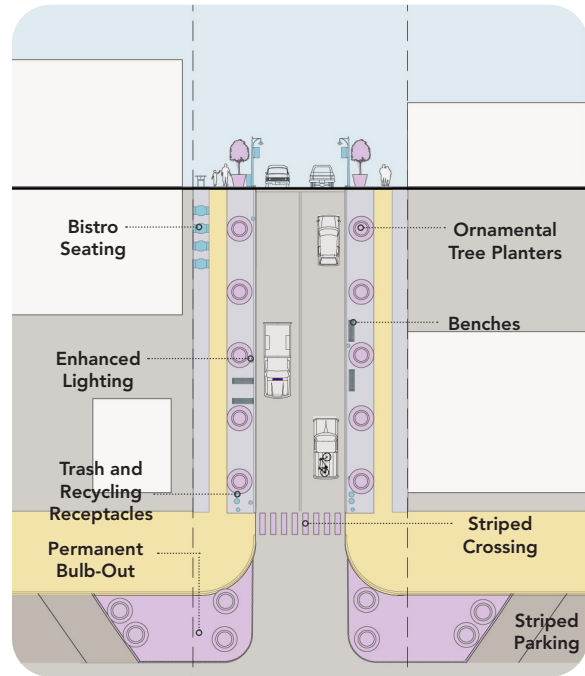 Bistro
Seating
Ornamental
Tree Planters
Benches
Enhanced
Lighting
Trash and
Recycling
Receptacles
Striped
Crossing
Permanent
Bulb-Out
Striped
Parking